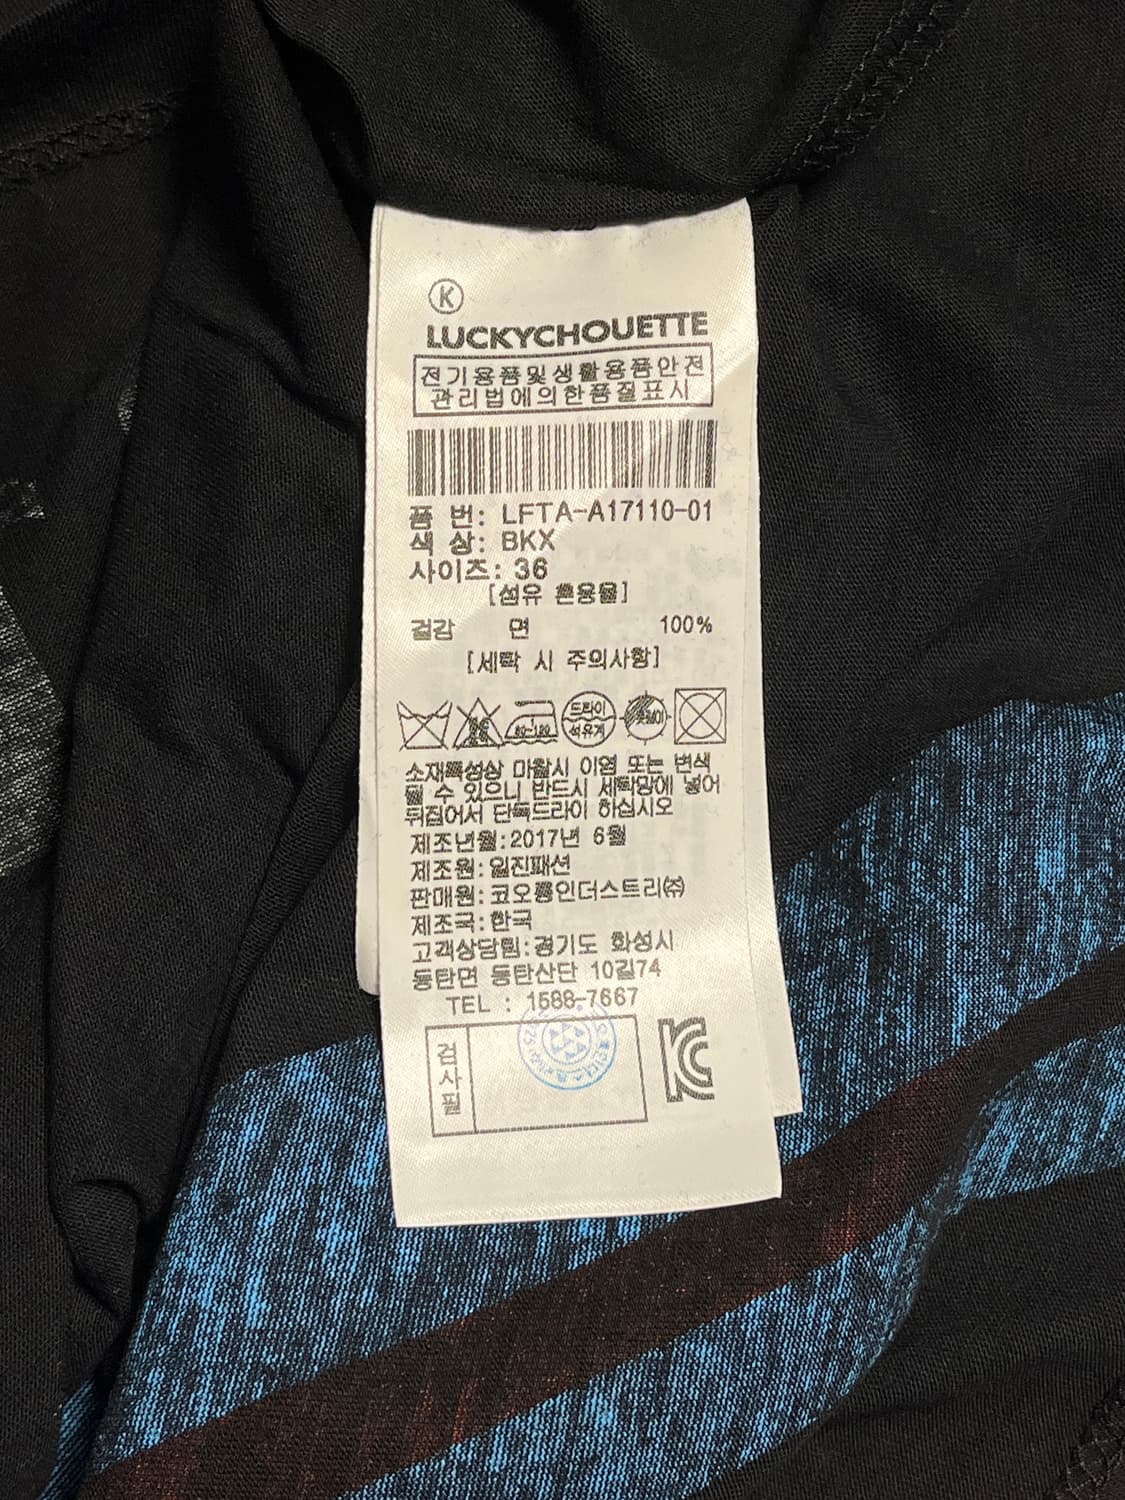 K
LUCKYCHOUETTE
전기용품및생활용품안전
관리법에의한품질표시
품 번: LFTA-A17110-01
색 상: BKX
사이즈: 36
[섬유 혼용율]
겉감 면 100%
[세탁 시 주의사항]
80~120 드라이
석유계
소재특성상 마찰시 이염 또는 변색
될 수 있으니 반드시 세탁망에 넣어
뒤집어서 단독드라이 하십시오
제조년월:2017년 6월
제조원:일진패션
판매원:코오롱인더스트리㈜
제조국:한국
고객상담팀:경기도 화성시
동탄면 동탄산단 10길74
TEL : 1588-7667
검사필